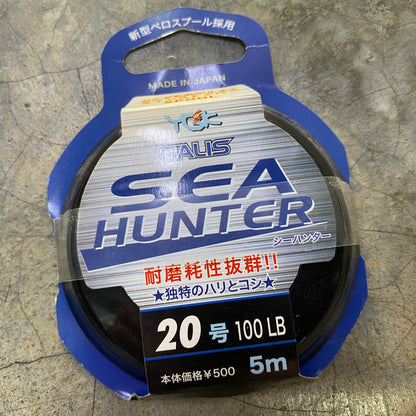 新型ベロスプール採用
MADE IN JAPAN
YGK
GALIS
SEA
HUNTER
シーハンター
耐磨耗性抜群!!
★独特のハリとコシ★
20号 100LB
本体価格¥500 5m